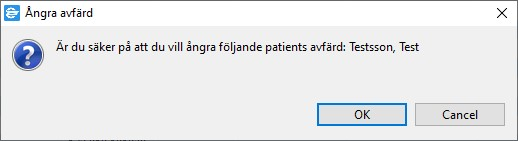 Ångra avfärd
Är du säker på att du vill ångra följande patients avfärd: Testsson, Test
OK
Cancel